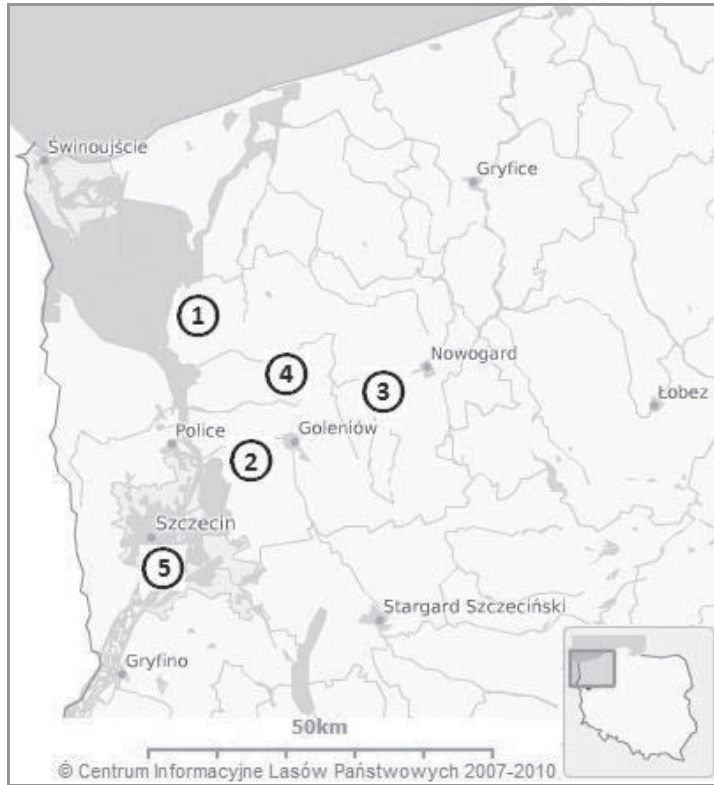 Świnoujście
Gryfice
1
Nowogard
4
3
Łobez
Police
Goleniów
2
Szczecin
5
Stargard Szczeciński
Gryfino
50km
© Centrum Informacyjne Lasów Państwowych 2007-2010